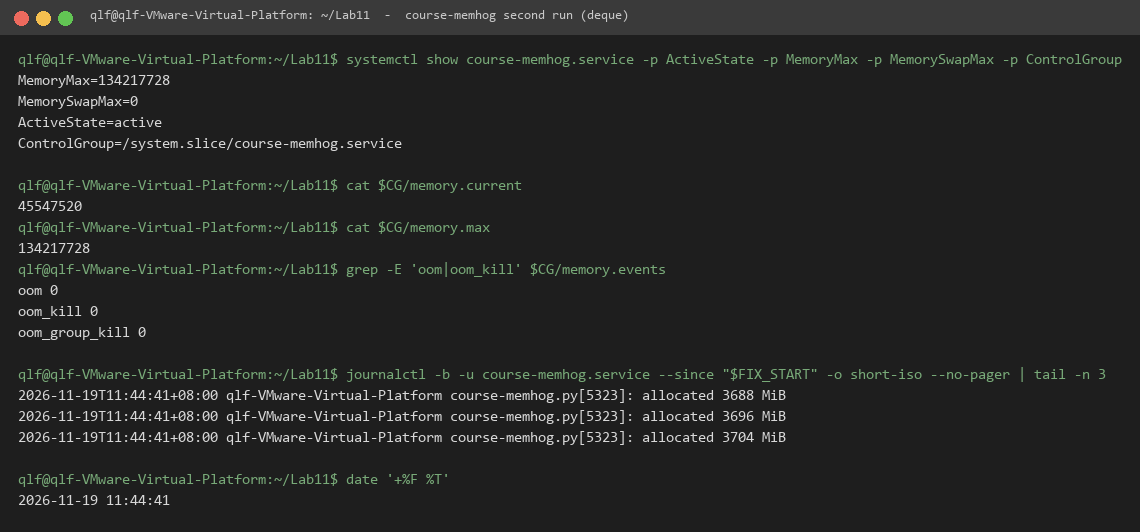 qlf@qlf-VMware-Virtual-Platform: ~/Lab11  -  course-memhog second run (deque)
qlf@qlf-VMware-Virtual-Platform:~/Lab11$ systemctl show course-memhog.service -p ActiveState -p MemoryMax -p MemorySwapMax -p ControlGroup
MemoryMax=134217728
MemorySwapMax=0
ActiveState=active
ControlGroup=/system.slice/course-memhog.service
qlf@qlf-VMware-Virtual-Platform:~/Lab11$ cat $CG/memory.current
45547520
qlf@qlf-VMware-Virtual-Platform:~/Lab11$ cat $CG/memory.max
134217728
qlf@qlf-VMware-Virtual-Platform:~/Lab11$ grep -E 'oom|oom_kill' $CG/memory.events
oom 0
oom_kill 0
oom_group_kill 0
qlf@qlf-VMware-Virtual-Platform:~/Lab11$ journalctl -b -u course-memhog.service --since "$FIX_START" -o short-iso --no-pager | tail -n 3
2026-11-19T11:44:41+08:00 qlf-VMware-Virtual-Platform course-memhog.py[5323]: allocated 3688 MiB
2026-11-19T11:44:41+08:00 qlf-VMware-Virtual-Platform course-memhog.py[5323]: allocated 3696 MiB
2026-11-19T11:44:41+08:00 qlf-VMware-Virtual-Platform course-memhog.py[5323]: allocated 3704 MiB
qlf@qlf-VMware-Virtual-Platform:~/Lab11$ date '+%F %T'
2026-11-19 11:44:41